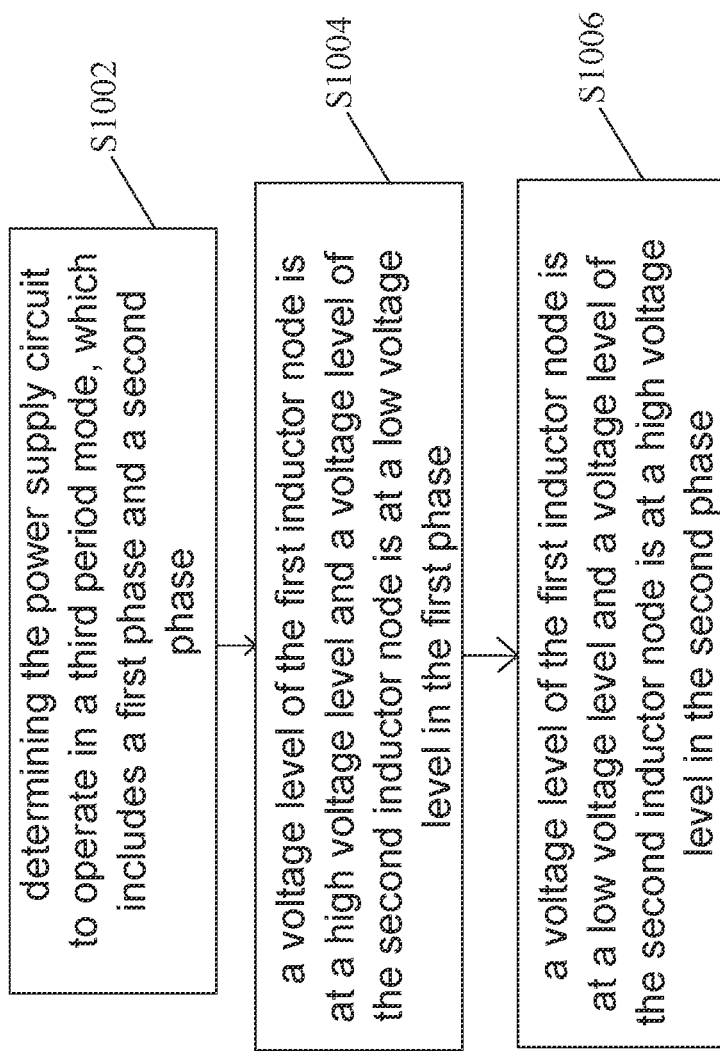 determining the power supply circuit
to operate in a third period mode, which
includes a first phase and a second
phase
S1002
a voltage level of the first inductor node is
at a high voltage level and a voltage level of
the second inductor node is at a low voltage
level in the first phase
S1004
a voltage level of the first inductor node is
at a low voltage level and a voltage level of
the second inductor node is at a high voltage
level in the second phase
S1006